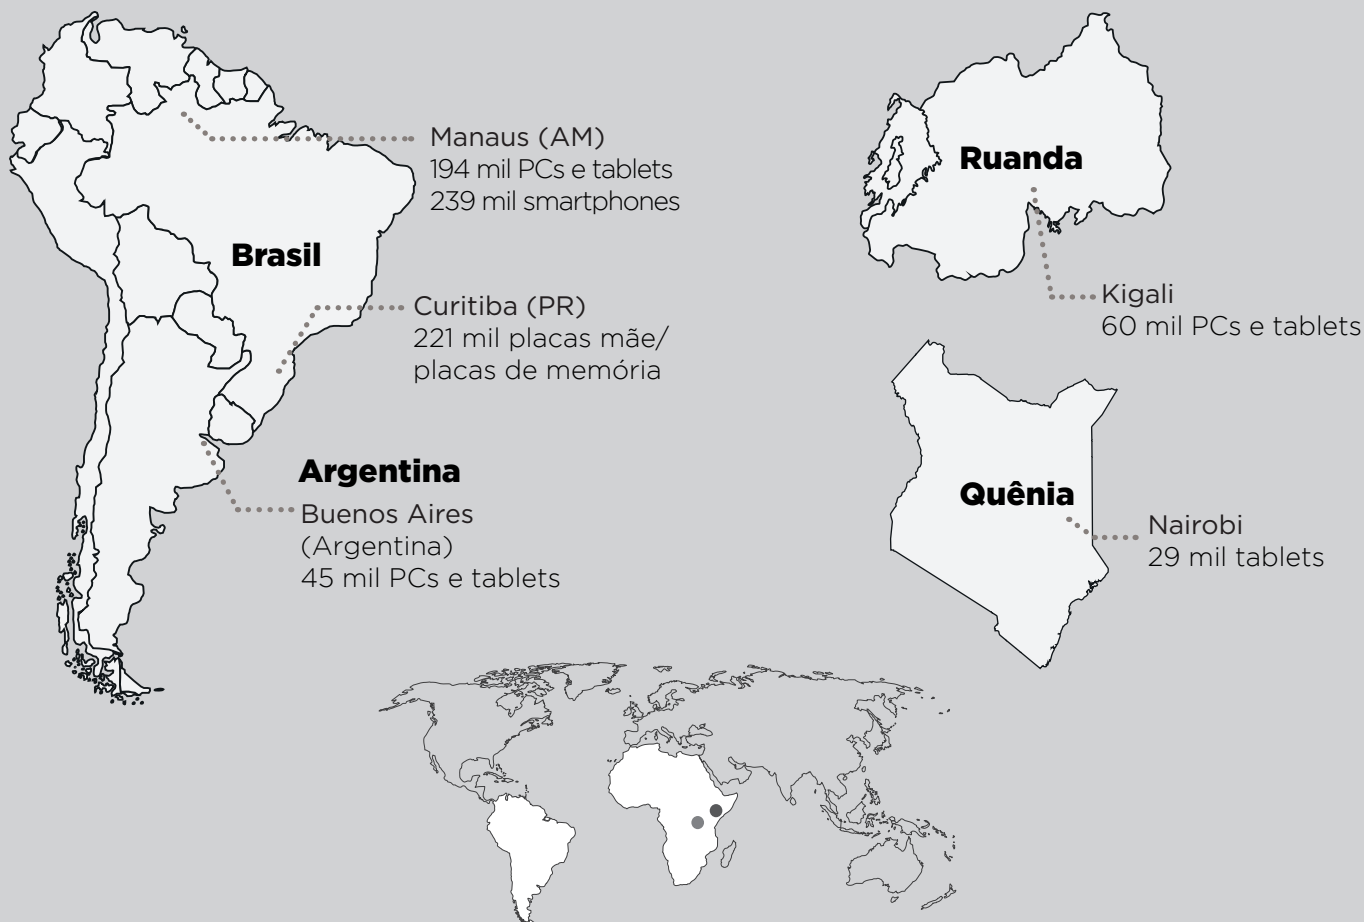 Manaus (AM)
194 mil PCs e tablets
239 mil smartphones
Brasil
Curitiba (PR)
221 mil placas mãe/
placas de memória
Argentina
Buenos Aires
(Argentina)
45 mil PCs e tablets
Ruanda
Kigali
60 mil PCs e tablets
Quênia
Nairobi
29 mil tablets